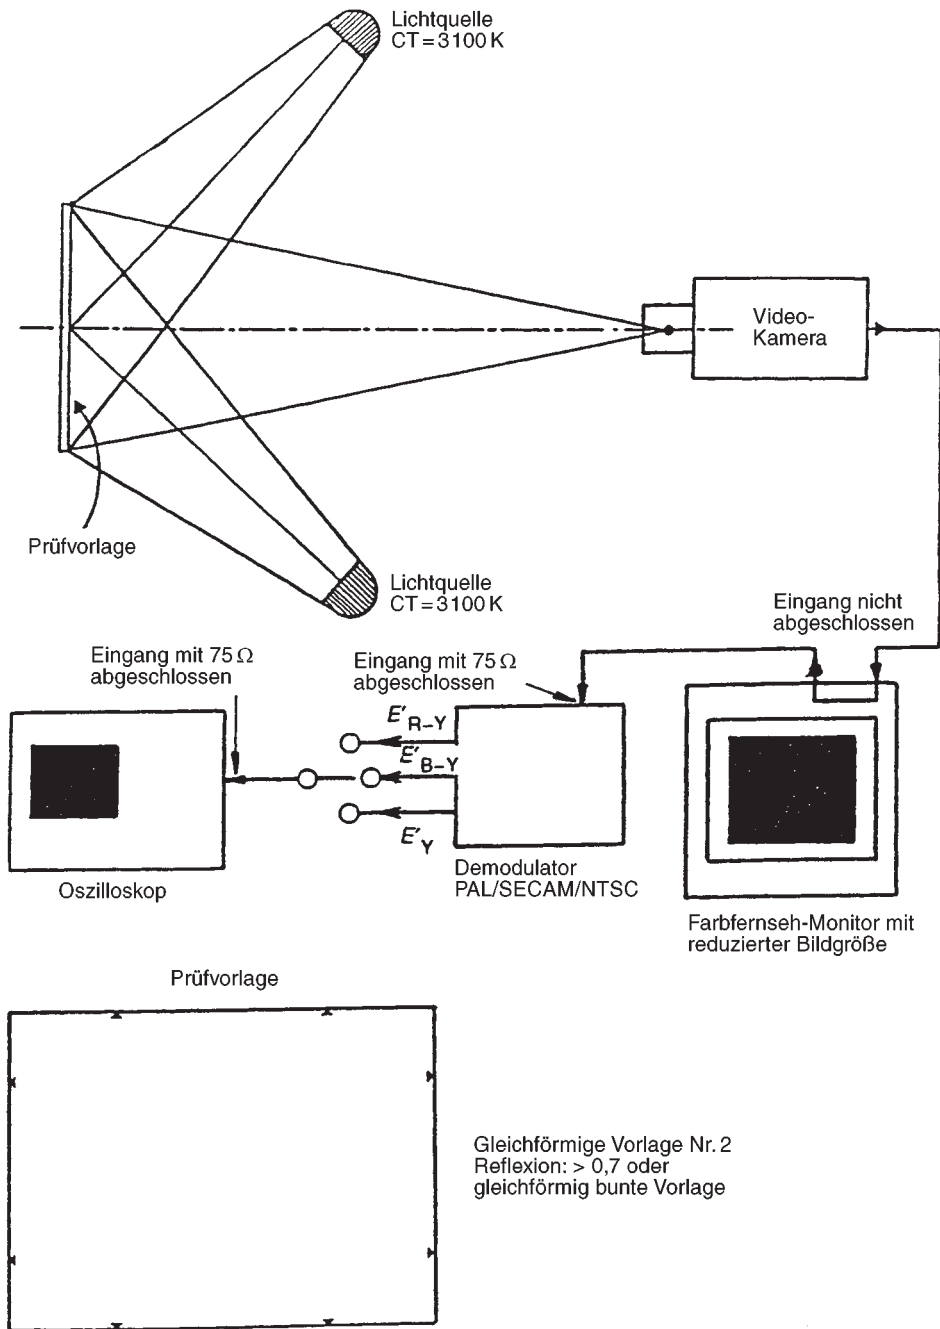 Lichtquelle
CT = 3100 K
Video-
Kamera
Prüfvorlage
Lichtquelle
CT = 3100 K
Eingang nicht
abgeschlossen
Eingang mit 75 Ω
abgeschlossen
Eingang mit 75 Ω
abgeschlossen
E′R–Y
E′B–Y
E′Y
Oszilloskop
Demodulator
PAL/SECAM/NTSC
Farbfernseh-Monitor mit
reduzierter Bildgröße
Prüfvorlage
Gleichförmige Vorlage Nr. 2
Reflexion: > 0,7 oder
gleichförmig bunte Vorlage